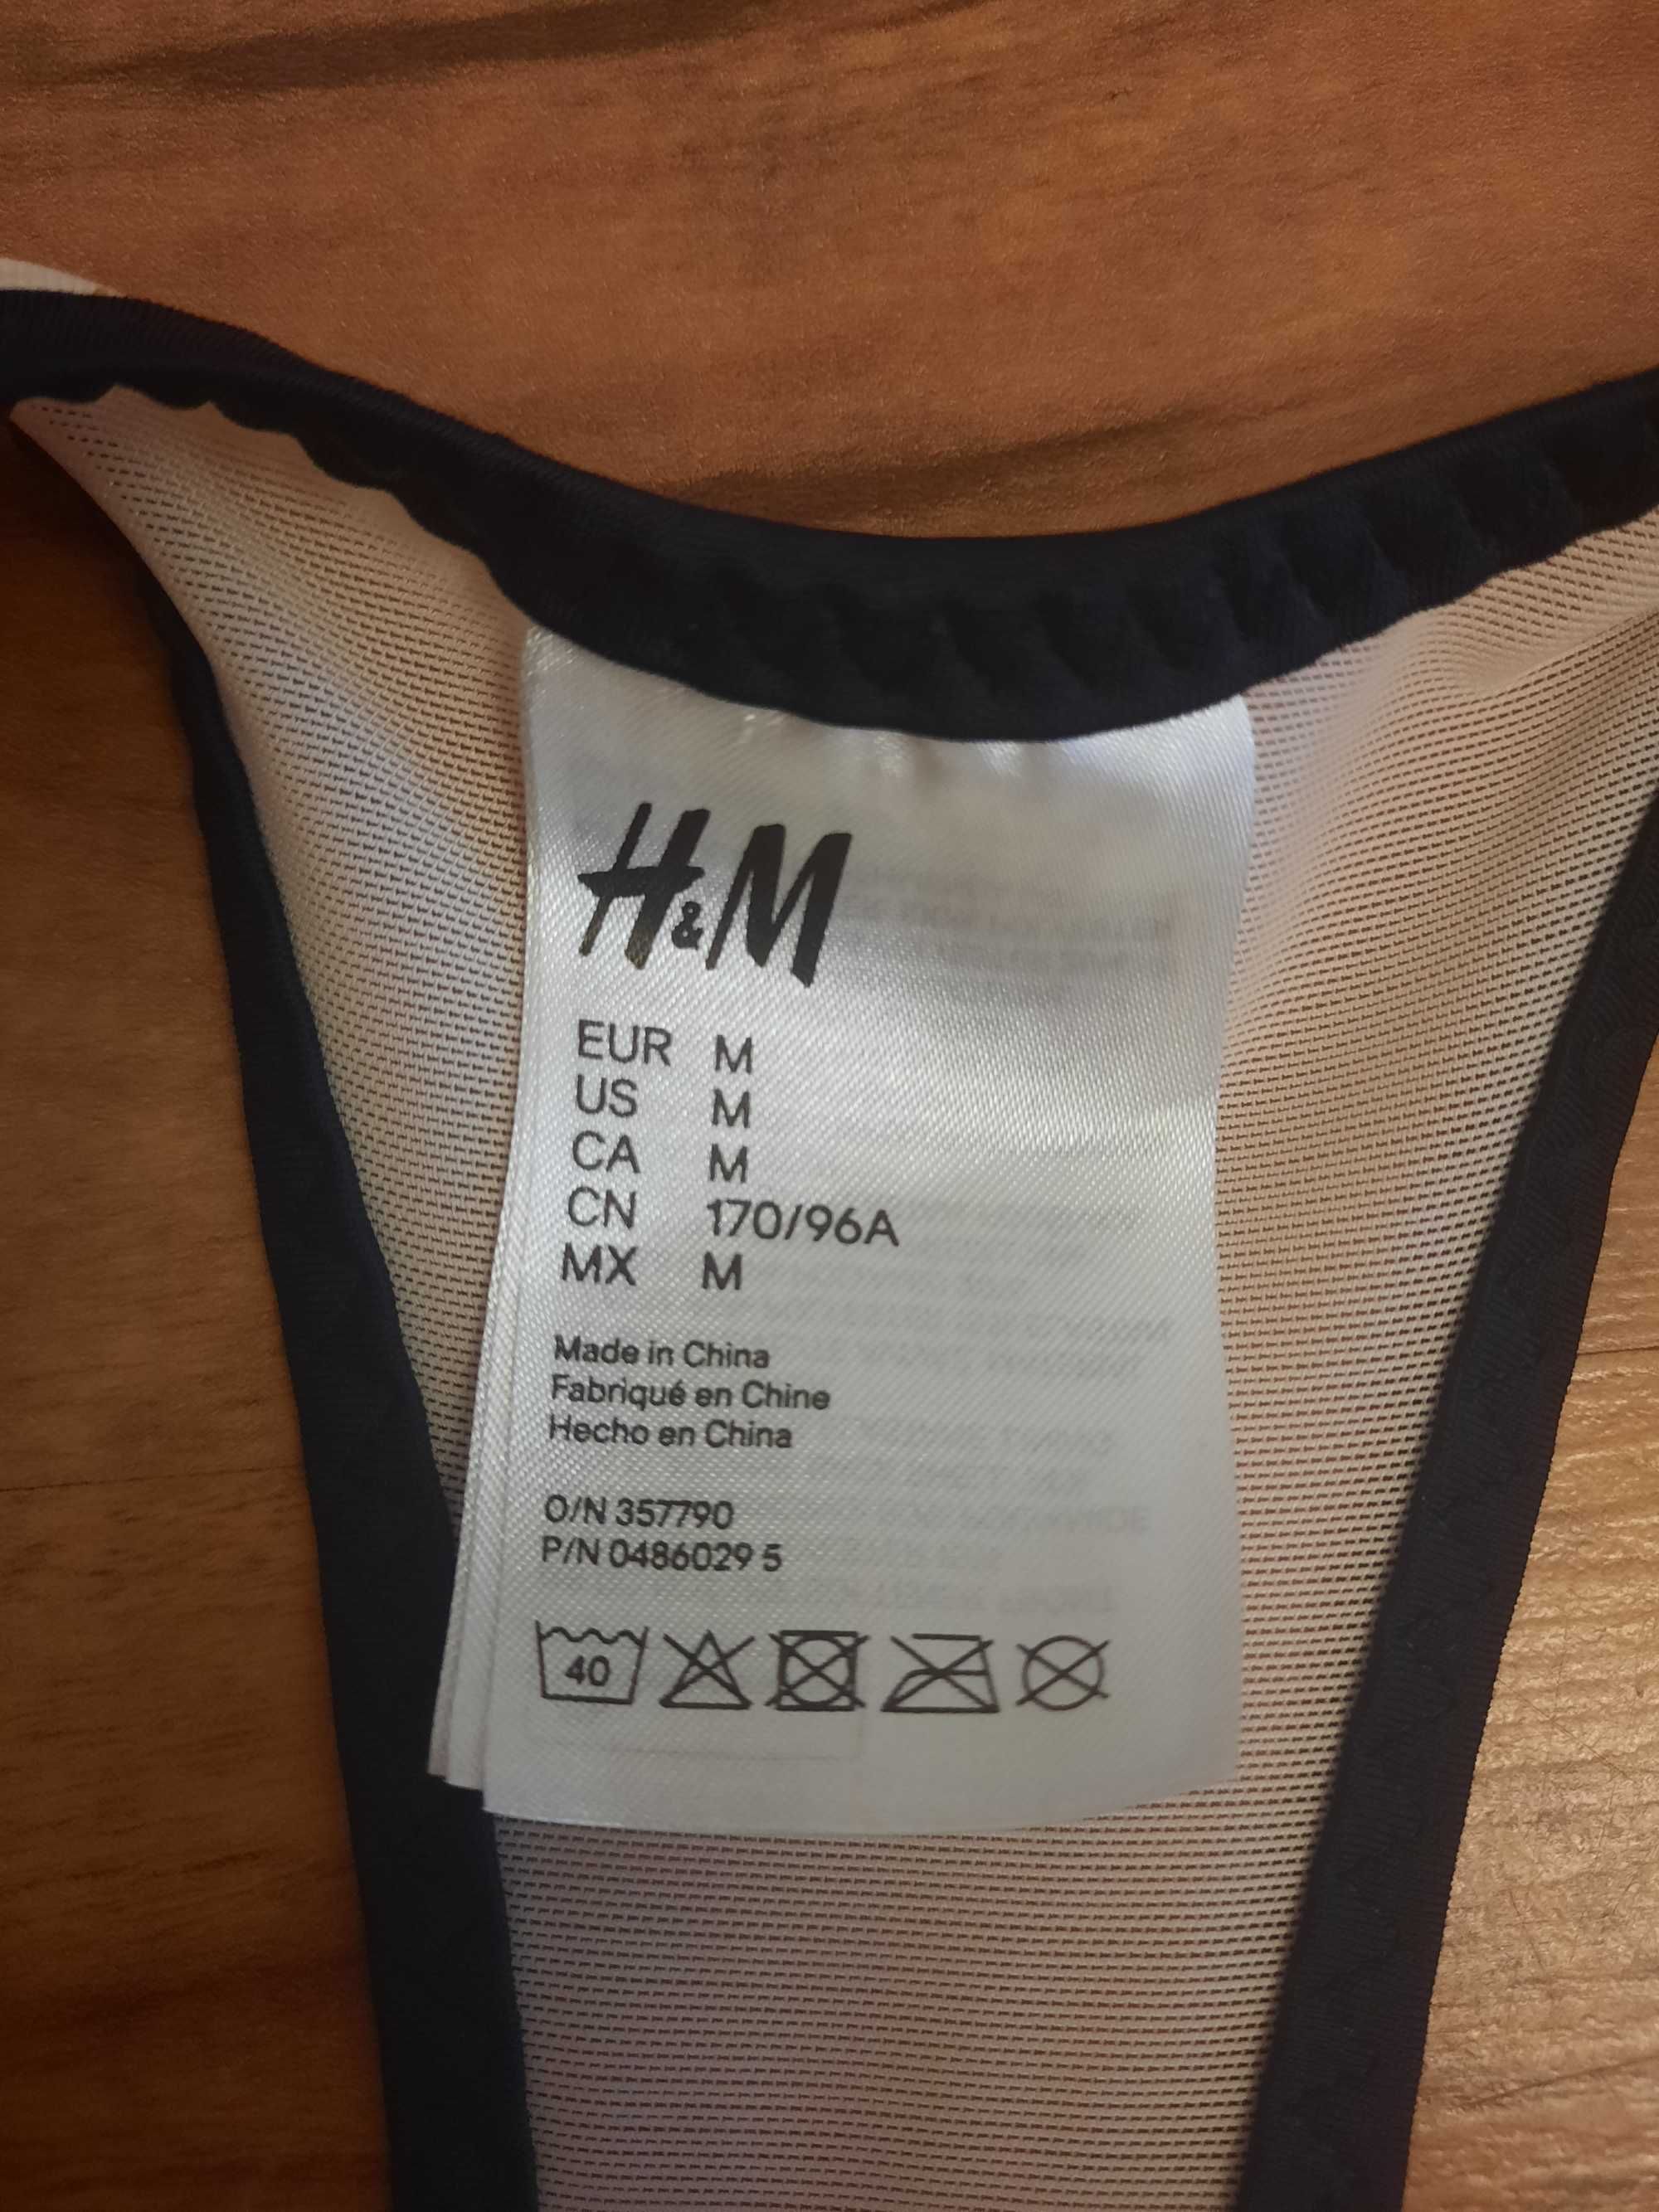 H&M
EUR M
US M
CA M
CN 170/96A
MX M
Made in China
Fabriqué en Chine
Hecho en China
O/N 357790
P/N 0486029 5
40